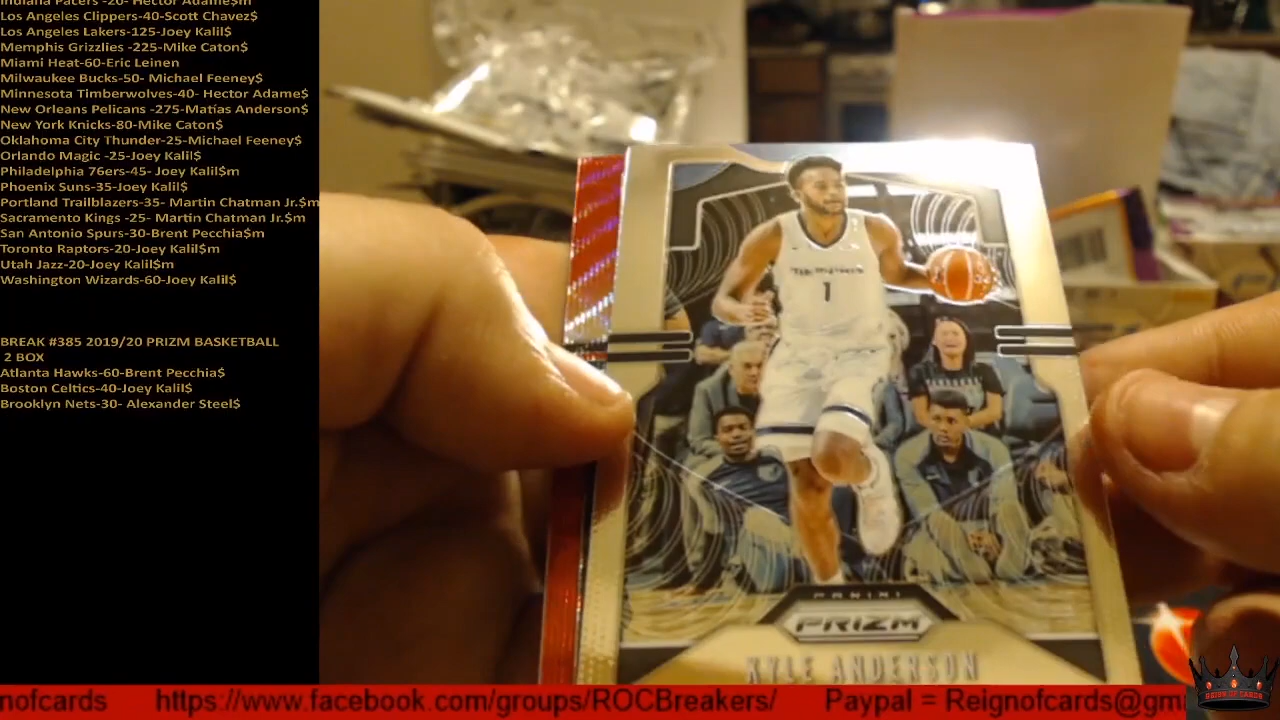 Los Angeles Clippers-40-Scott Chavez$
Los Angeles Lakers-125-Joey Kalil$
Memphis Grizzlies -225-Mike Caton$
Miami Heat-60-Eric Leinen
Milwaukee Bucks-50- Michael Feeney$
Minnesota Timberwolves-40- Hector Adame$
New Orleans Pelicans -275-Matías Anderson$
New York Knicks-80-Mike Caton$
Oklahoma City Thunder-25-Michael Feeney$
Orlando Magic -25-Joey Kalil$
Philadelphia 76ers-45- Joey Kalil$m
Phoenix Suns-35-Joey Kalil$
Portland Trailblazers-35- Martin Chatman Jr.$m
Sacramento Kings -25- Martin Chatman Jr.$m
San Antonio Spurs-30-Brent Pecchia$m
Toronto Raptors-20-Joey Kalil$m
Utah Jazz-20-Joey Kalil$m
Washington Wizards-60-Joey Kalil$
BREAK #385 2019/20 PRIZM BASKETBALL
2 BOX
Atlanta Hawks-60-Brent Pecchia$
Boston Celtics-40-Joey Kalil$
Brooklyn Nets-30- Alexander Steel$
1
PANINI
PRIZM
KYLE ANDERSON
nofcards https://www.facebook.com/groups/ROCBreakers/ Paypal = Reignofcards@gm
REIGN OF CARDS